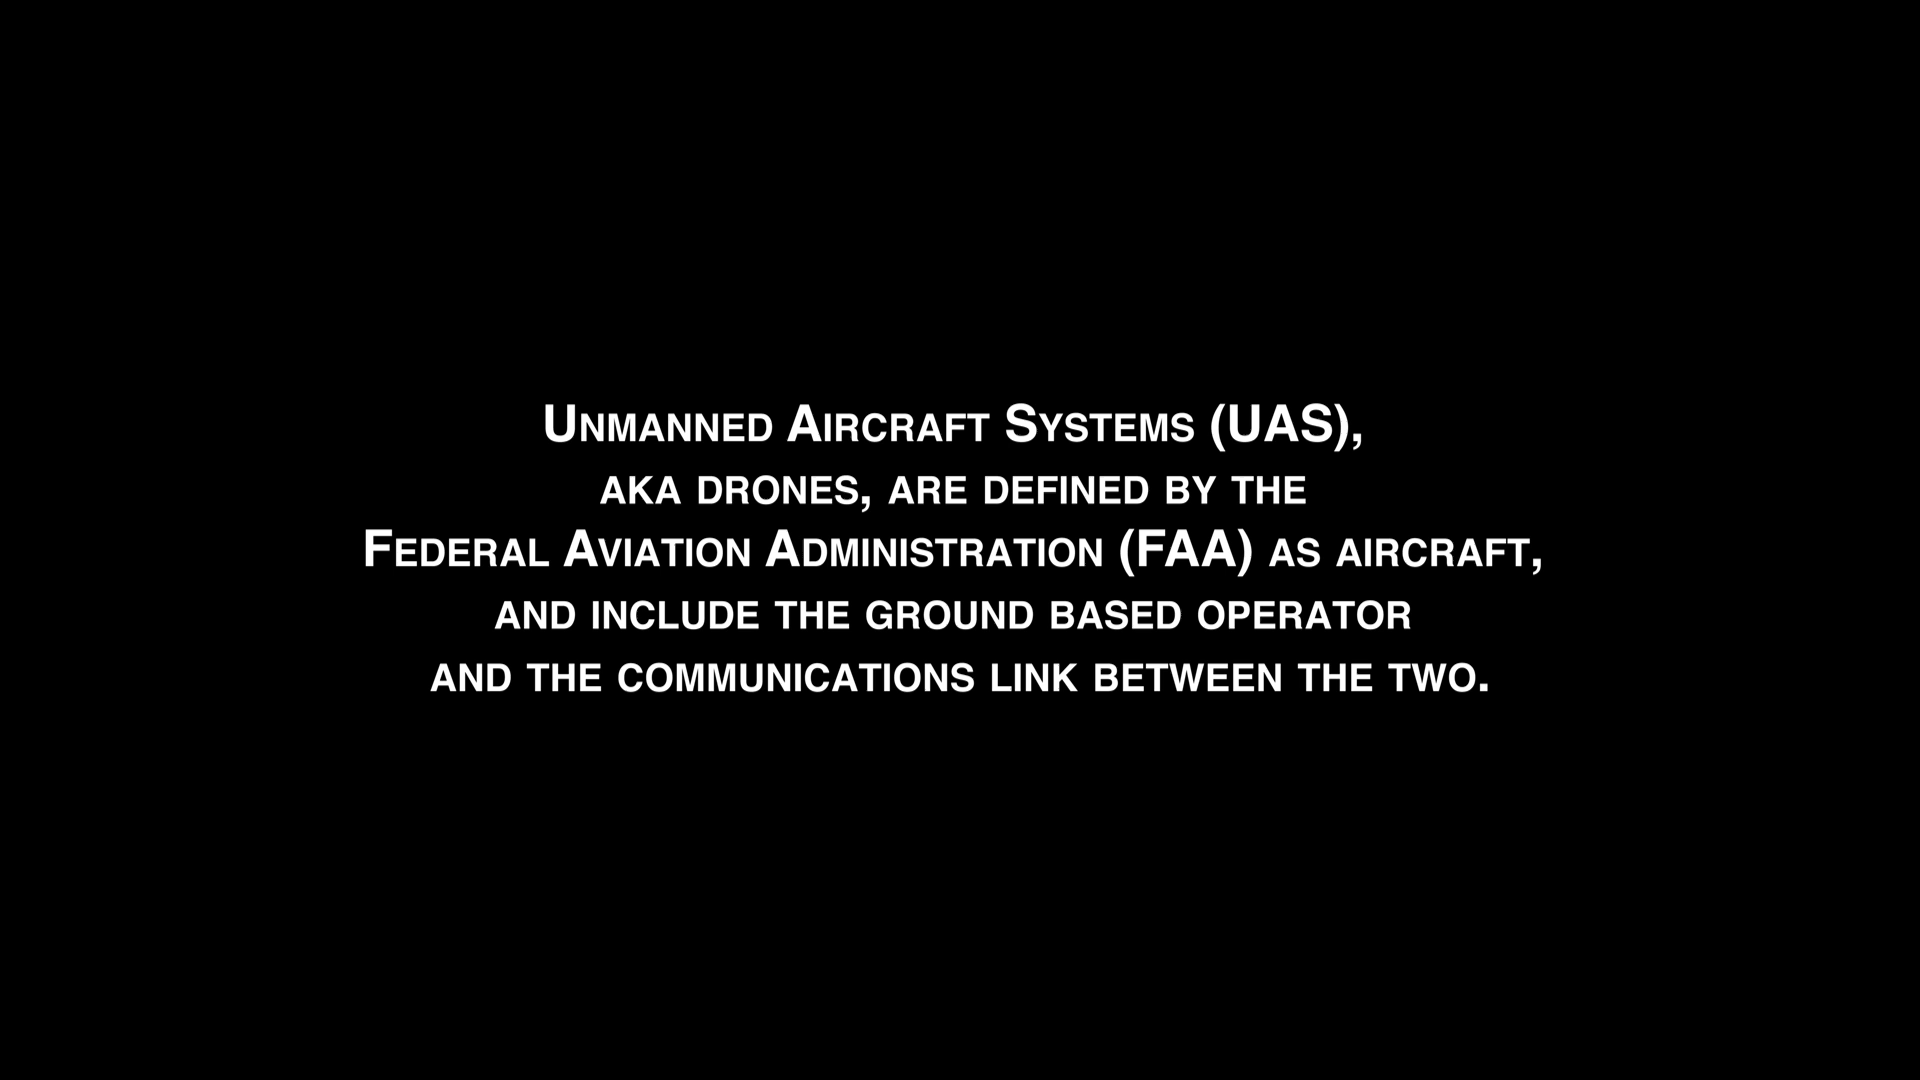 Unmanned Aircraft Systems (UAS),
aka drones, are defined by the
Federal Aviation Administration (FAA) as aircraft,
and include the ground based operator
and the communications link between the two.